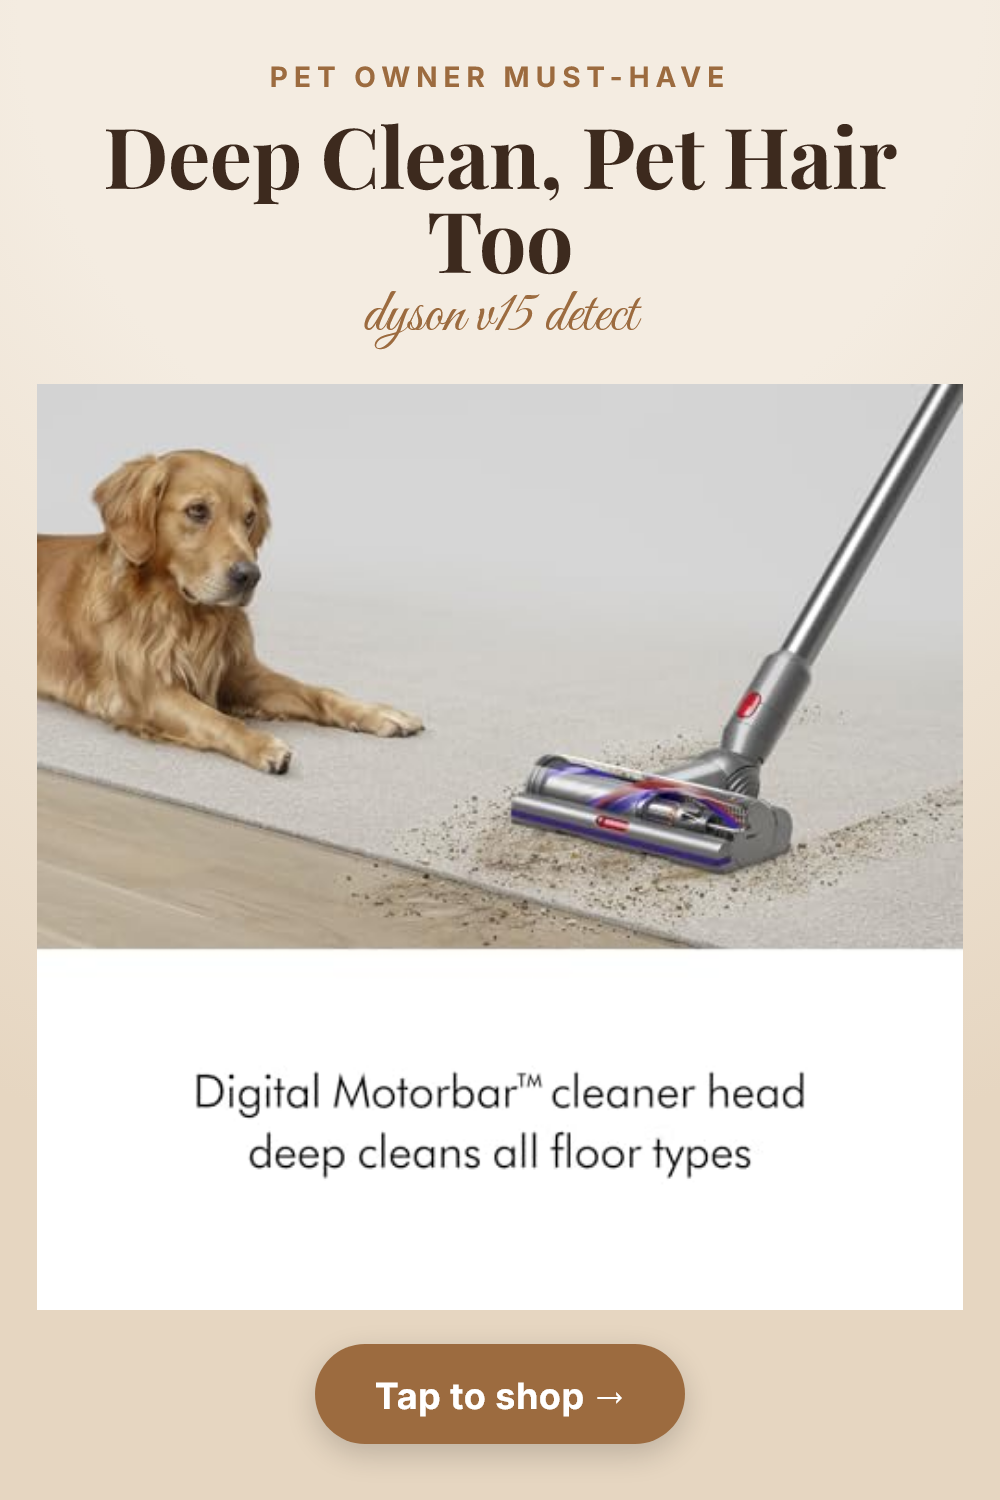 PET OWNER MUST-HAVE
Deep Clean, Pet Hair
Too
dyson v15 detect
Digital Motorbar™ cleaner head
deep cleans all floor types
Tap to shop →